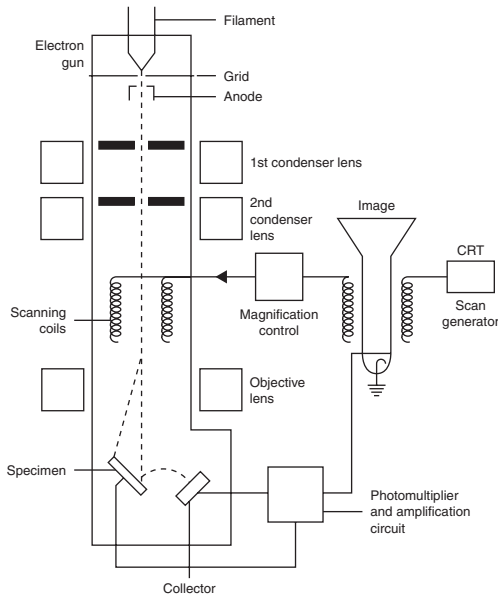 Filament
Electron
gun
Grid
Anode
1st condenser lens
2nd
condenser
lens
Image
CRT
Scan
generator
Magnification
control
Scanning
coils
Objective
lens
Specimen
Photomultiplier
and amplification
circuit
Collector